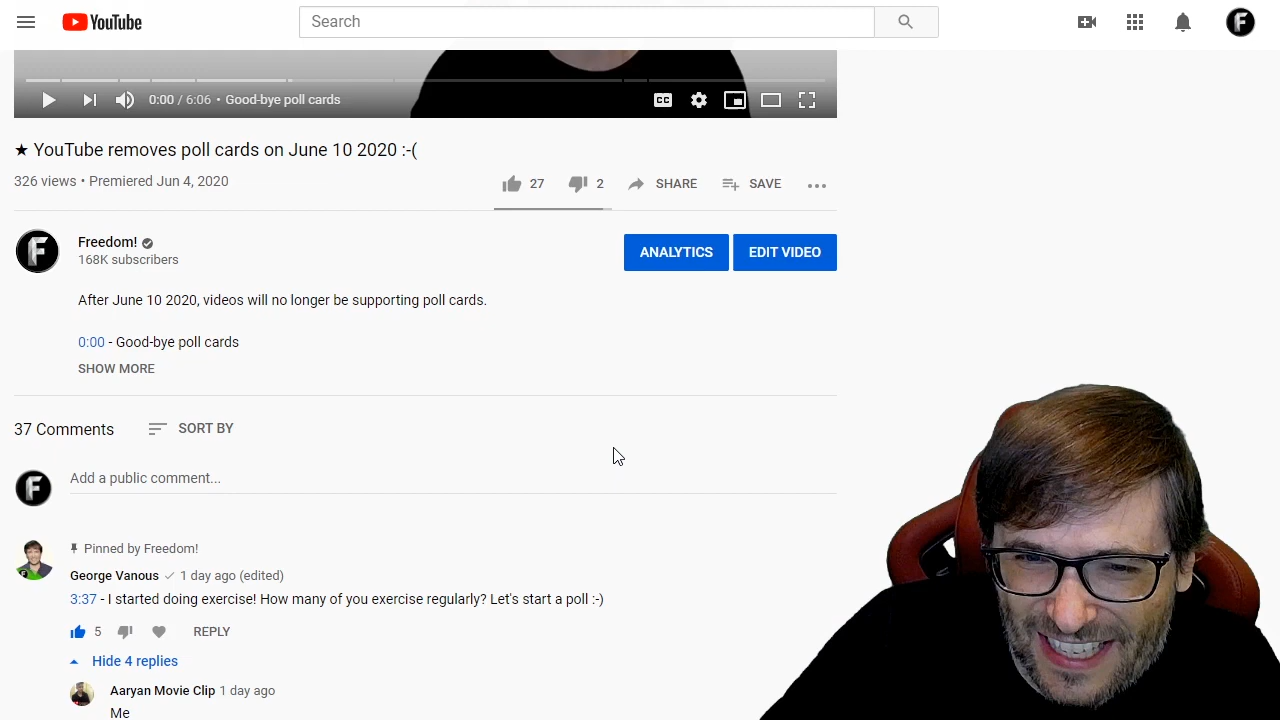 YouTube
Search
F
0:00 / 6:06 • Good-bye poll cards
CC
★ YouTube removes poll cards on June 10 2020 :-(
326 views • Premiered Jun 4, 2020
27
2
SHARE
SAVE
F
Freedom!
168K subscribers
ANALYTICS
EDIT VIDEO
After June 10 2020, videos will no longer be supporting poll cards.
0:00 - Good-bye poll cards
SHOW MORE
37 Comments
SORT BY
F
Add a public comment...
Pinned by Freedom!
George Vanous 1 day ago (edited)
3:37 - I started doing exercise! How many of you exercise regularly? Let's start a poll :-)
5
REPLY
Hide 4 replies
Aaryan Movie Clip 1 day ago
Me